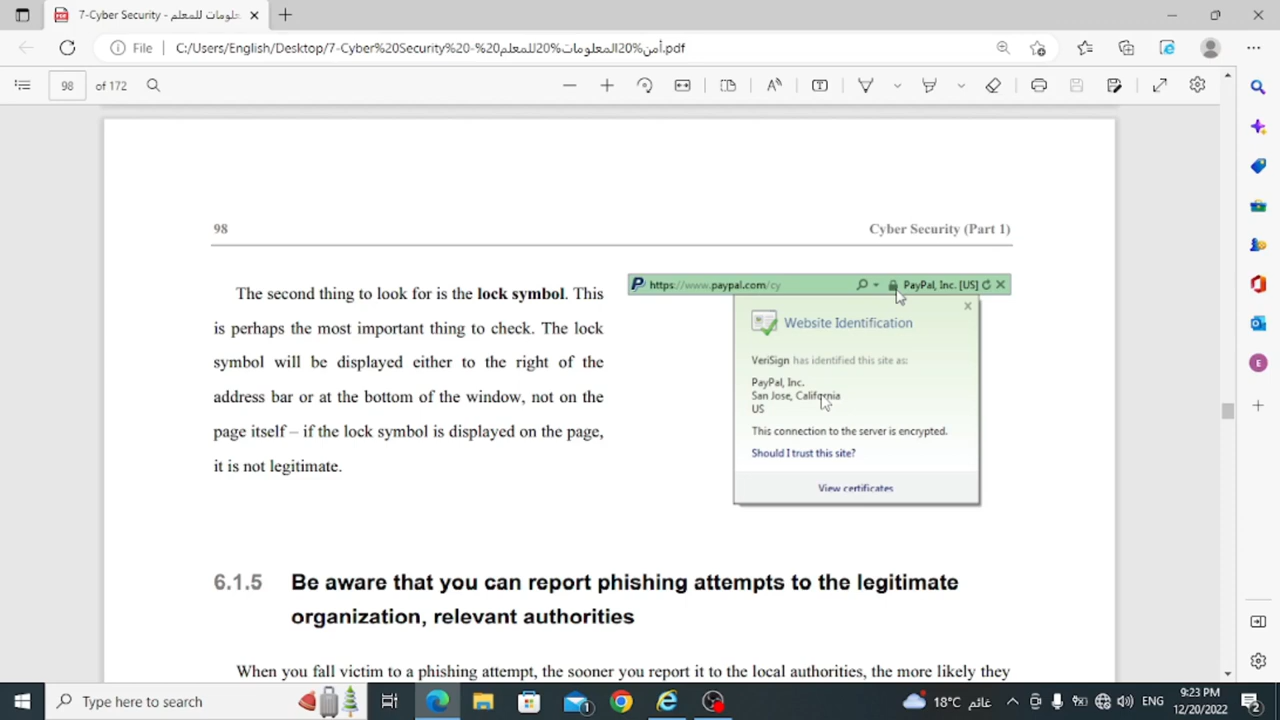 7-Cyber Security - أمن المعلومات للمعلم
File
C:/Users/English/Desktop/7-Cyber%20Security%20-%20أمن%20المعلومات%20للمعلم.pdf
98 of 172
98
Cyber Security (Part 1)
The second thing to look for is the lock symbol. This
is perhaps the most important thing to check. The lock
symbol will be displayed either to the right of the
address bar or at the bottom of the window, not on the
page itself – if the lock symbol is displayed on the page,
it is not legitimate.
https://www.paypal.com/cy
PayPal, Inc. [US]
Website Identification
VeriSign has identified this site as:
PayPal, Inc.
San Jose, California
US
This connection to the server is encrypted.
Should I trust this site?
View certificates
6.1.5 Be aware that you can report phishing attempts to the legitimate
organization, relevant authorities
When you fall victim to a phishing attempt, the sooner you report it to the local authorities, the more likely they
Type here to search
18°C غائم
ENG
9:23 PM
12/20/2022